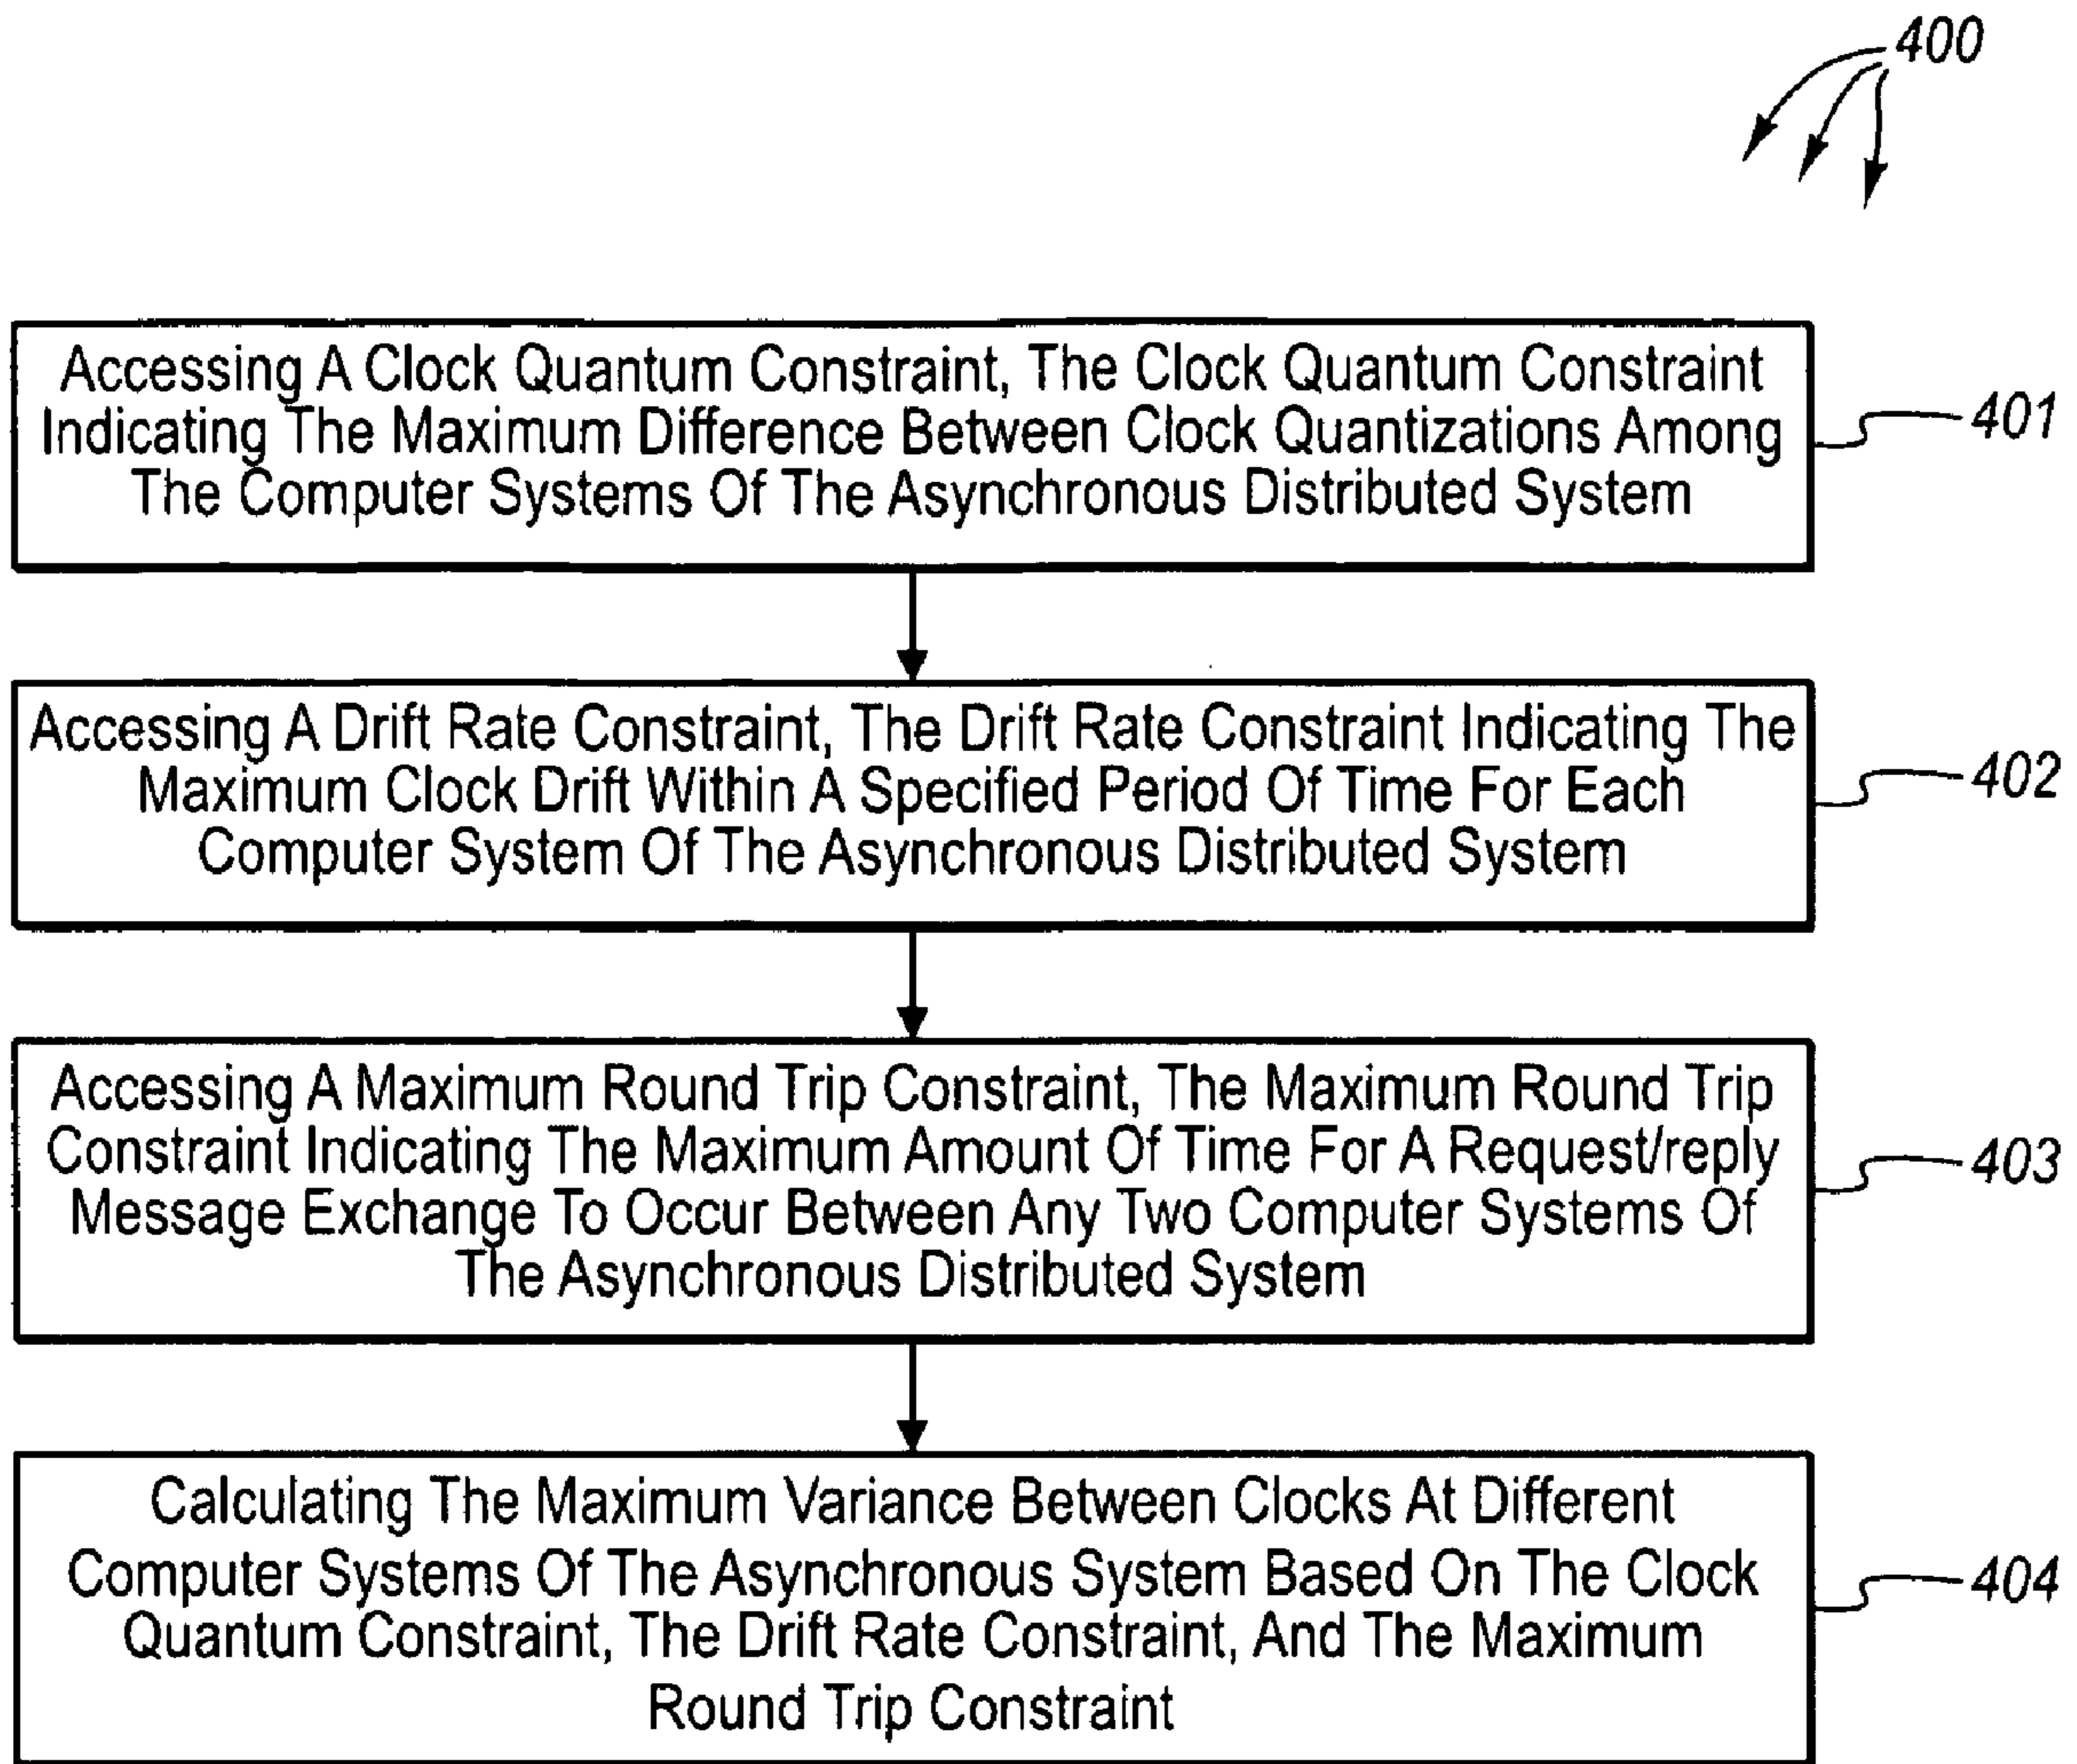 400
Accessing A Clock Quantum Constraint, The Clock Quantum Constraint
Indicating The Maximum Difference Between Clock Quantizations Among
The Computer Systems Of The Asynchronous Distributed System
401
Accessing A Drift Rate Constraint, The Drift Rate Constraint Indicating The
Maximum Clock Drift Within A Specified Period Of Time For Each
Computer System Of The Asynchronous Distributed System
402
Accessing A Maximum Round Trip Constraint, The Maximum Round Trip
Constraint Indicating The Maximum Amount Of Time For A Request/reply
Message Exchange To Occur Between Any Two Computer Systems Of
The Asynchronous Distributed System
403
Calculating The Maximum Variance Between Clocks At Different
Computer Systems Of The Asynchronous System Based On The Clock
Quantum Constraint, The Drift Rate Constraint, And The Maximum
Round Trip Constraint
404